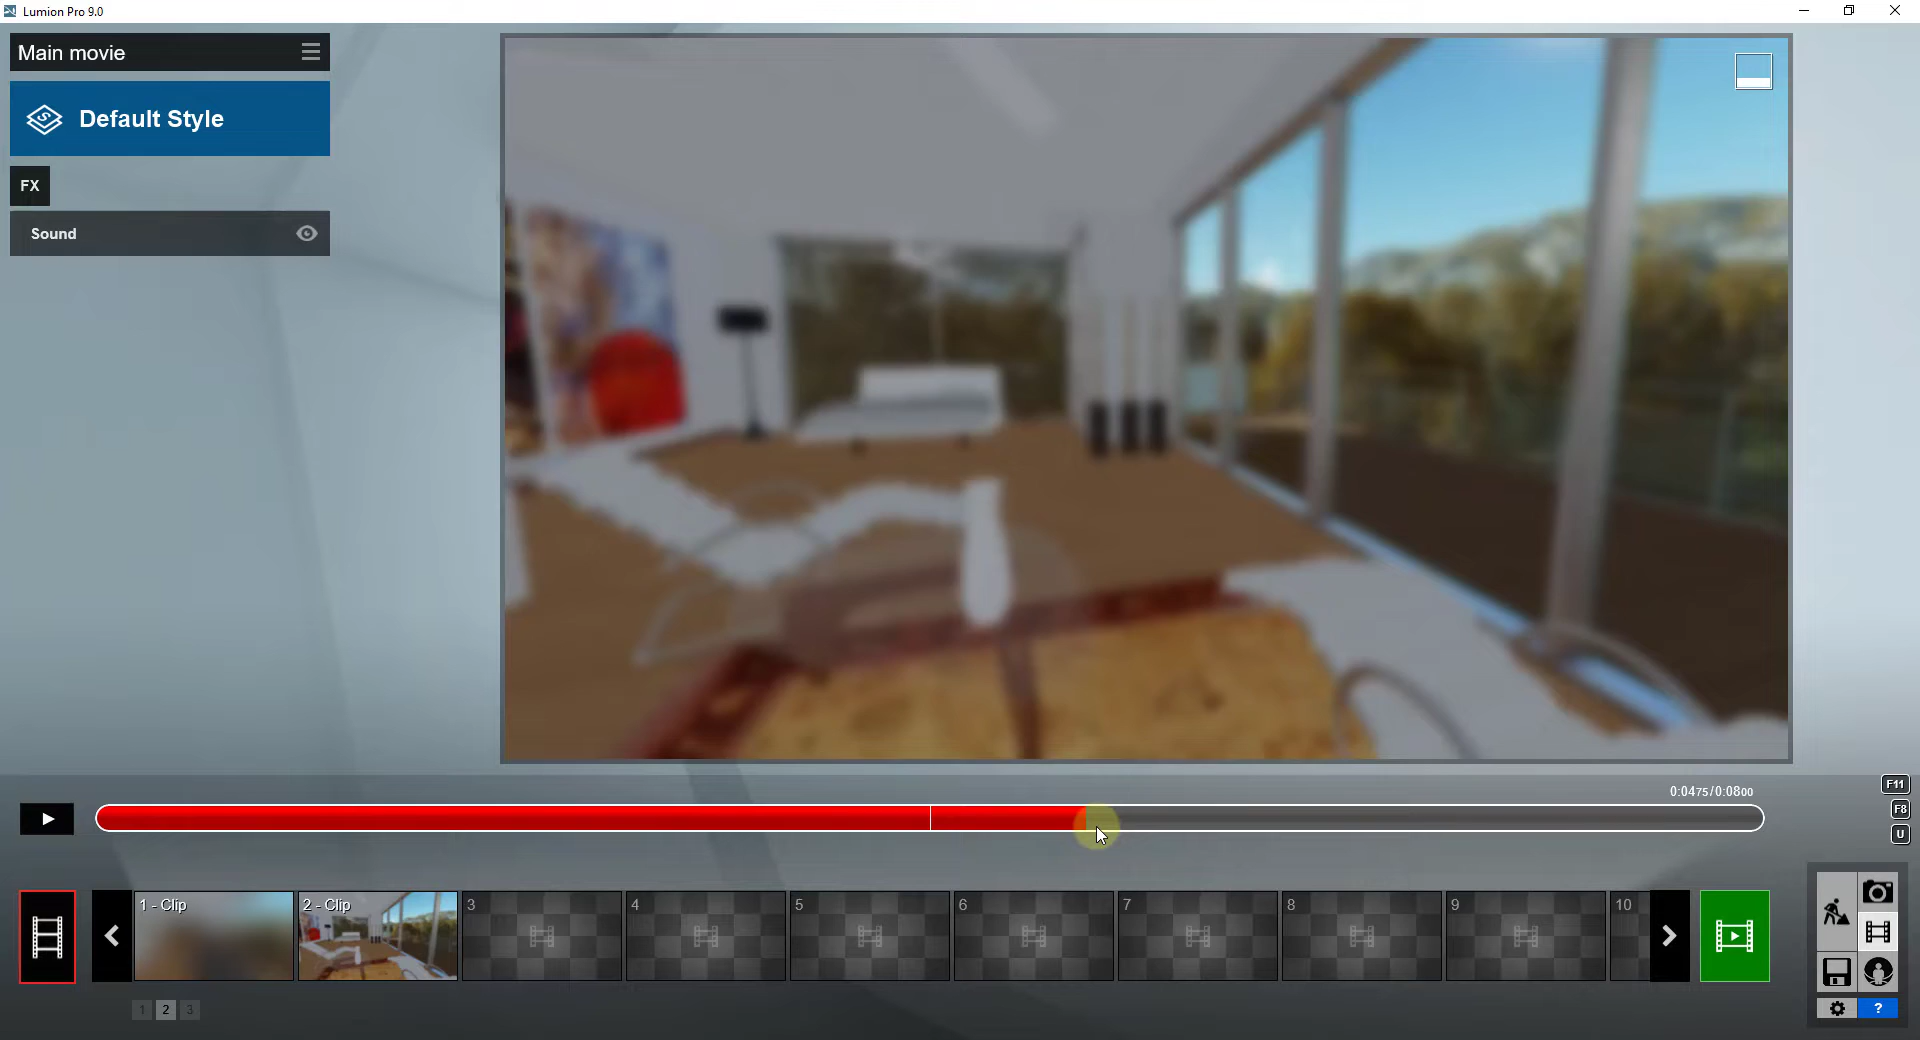 Lumion Pro 9.0
Main movie
Default Style
FX
Sound
0:0475/0:0800
F11
F8
U
1 - Clip
2 - Clip
3
4
5
6
7
8
9
10
1 2 3
?